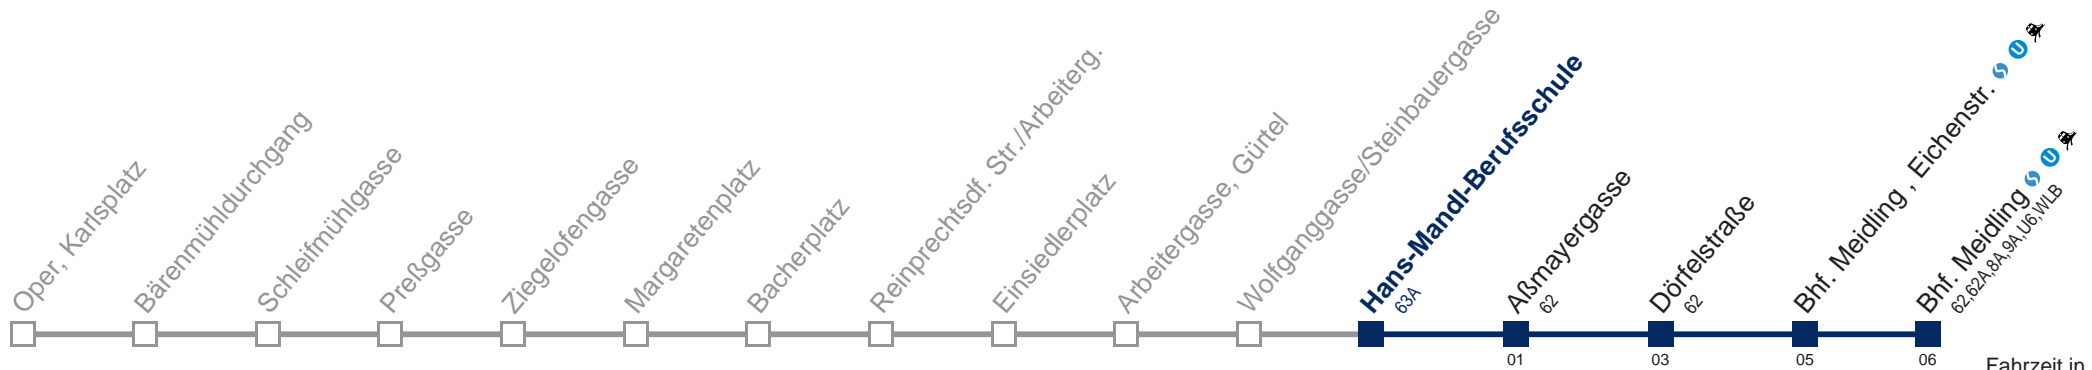 Oper, Karlsplatz
Bärenmühldurchgang
Schleifmühlgasse
Preßgasse
Ziegelofengasse
Margaretenplatz
Bacherplatz
Reinprechtsdf. Str./Arbeiterg.
Einsiedlerplatz
Arbeitergasse, Gürtel
Wolfganggasse/Steinbauergasse
Hans-Mandl-Berufsschule
63A
Aßmayergasse
62
Dörfelstraße
62
Bhf. Meidling , Eichenstr. S U
Bhf. Meidling S U
62,62A,8A,9A,U6,WLB
01
03
05
06
Fahrzeit in